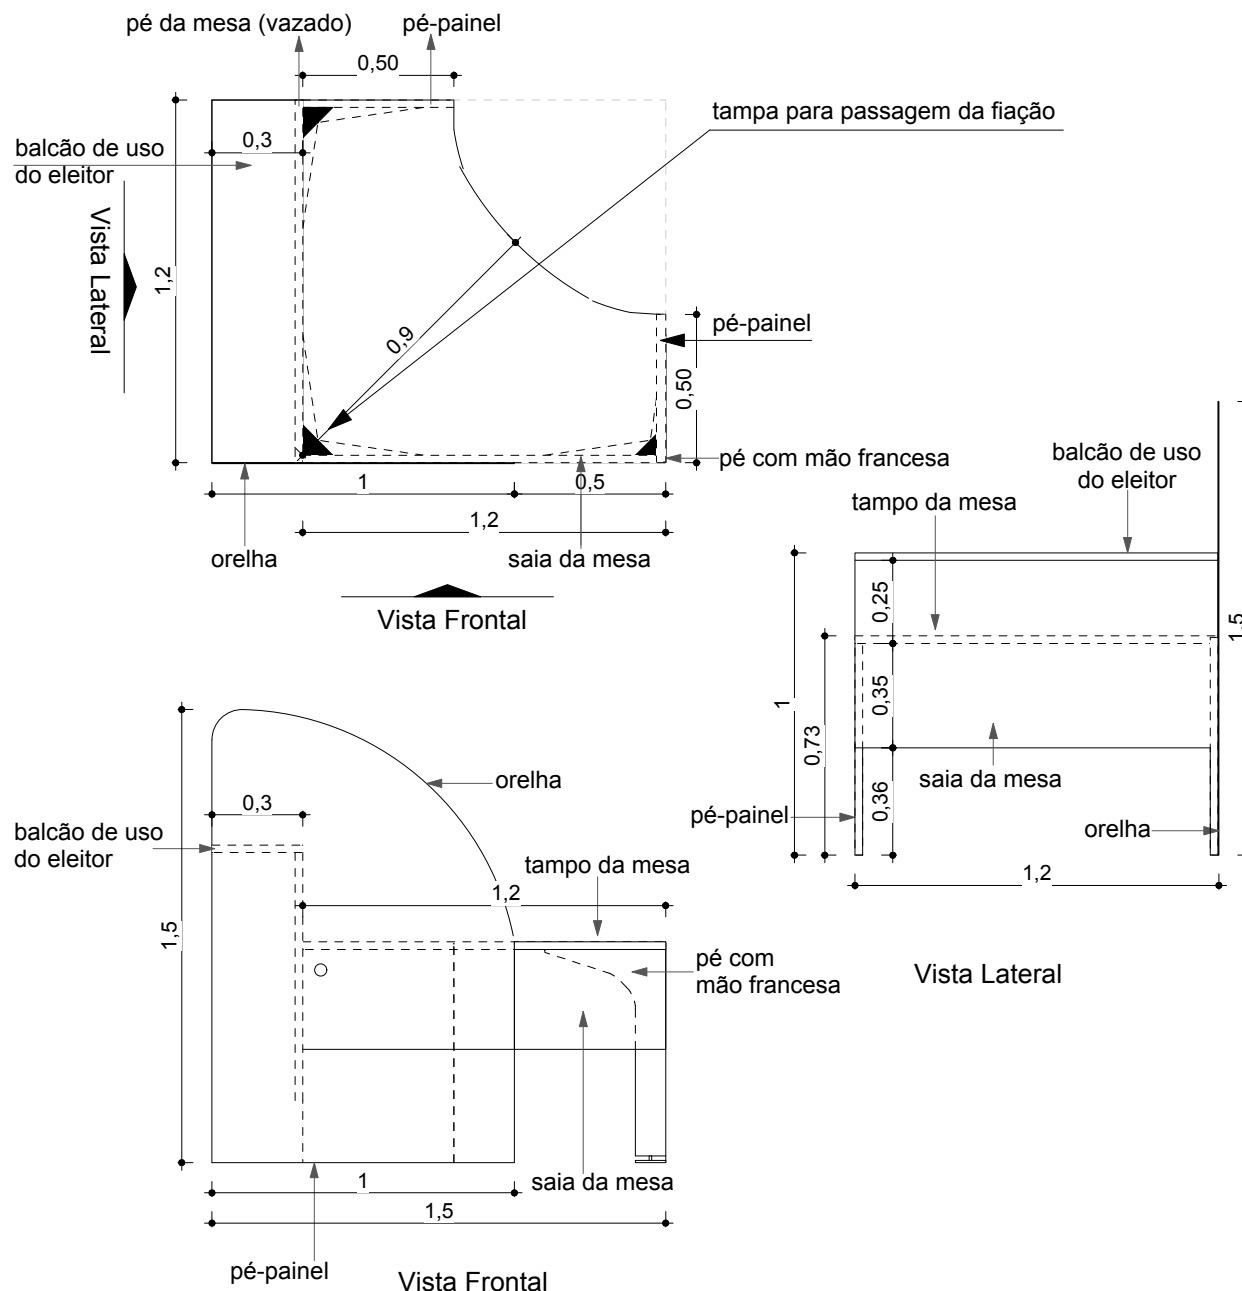 pé da mesa (vazado)
pé-painel
0,50
tampa para passagem da fiação
0,3
balcão de uso
do eleitor
Vista Lateral
1,2
0,9
pé-painel
0,50
pé com mão francesa
1
0,5
1,2
orelha
saia da mesa
Vista Frontal
balcão de uso
do eleitor
tampo da mesa
0,25
1,5
1
0,73
0,35
saia da mesa
pé-painel
0,36
orelha
1,2
Vista Lateral
orelha
0,3
balcão de uso
do eleitor
tampo da mesa
1,2
1,5
pé com
mão francesa
saia da mesa
1
1,5
pé-painel
Vista Frontal